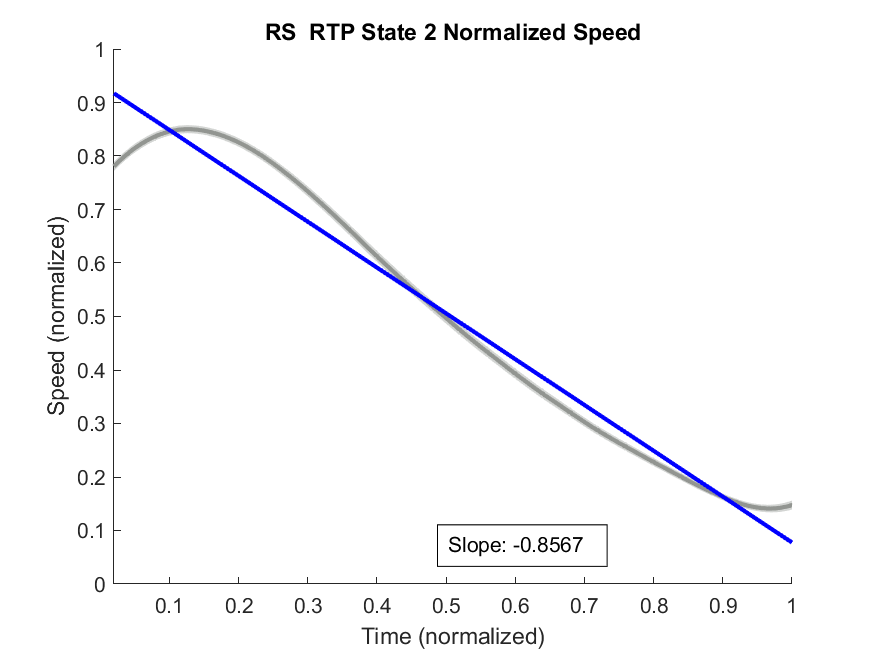 RS  RTP State 2 Normalized Speed
1
0.9
0.8
0.7
0.6
0.5
0.4
0.3
0.2
0.1
0
Speed (normalized)
Slope: -0.8567
0.1 0.2 0.3 0.4 0.5 0.6 0.7 0.8 0.9 1
Time (normalized)